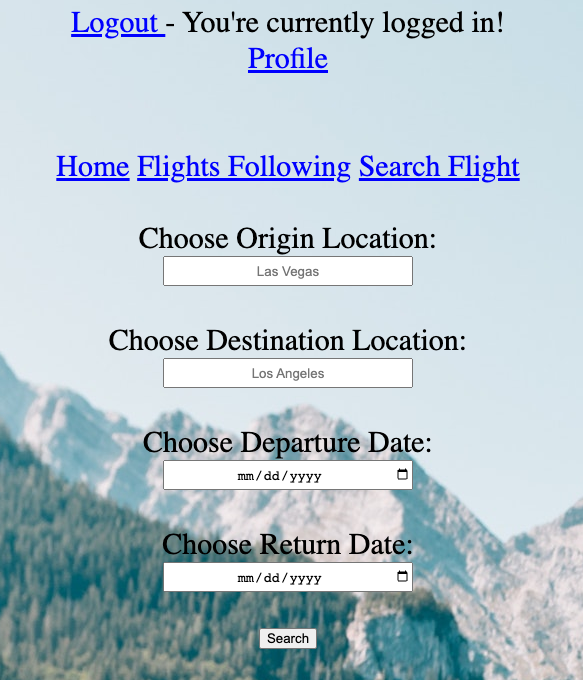 Logout - You're currently logged in!
Profile
Home Flights Following Search Flight
Choose Origin Location:
Las Vegas
Choose Destination Location:
Los Angeles
Choose Departure Date:
mm/dd/yyyy
Choose Return Date:
mm/dd/yyyy
Search